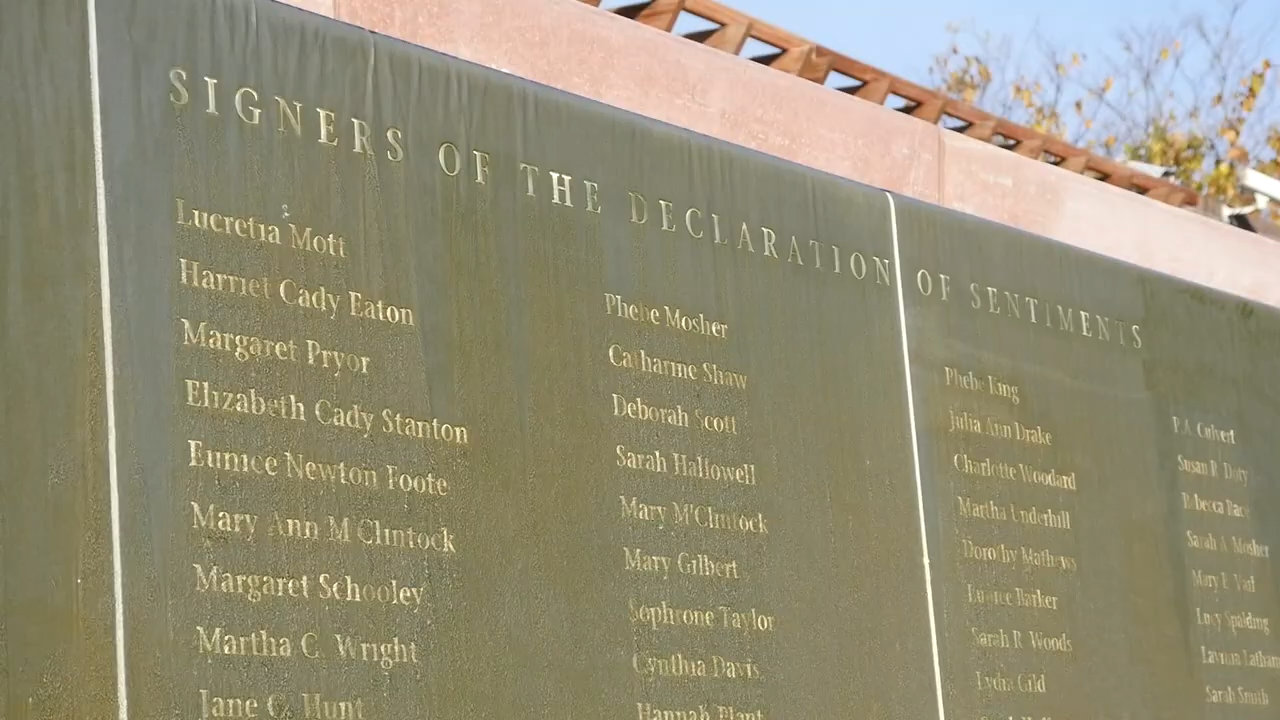 SIGNERS OF THE DECLARATION OF SENTIMENTS
Lucretia Mott
Harriet Cady Eaton
Margaret Pryor
Elizabeth Cady Stanton
Eunice Newton Foote
Mary Ann M'Clintock
Margaret Schooley
Martha C. Wright
Jane C. Hunt
Phebe Mosher
Catharine Shaw
Deborah Scott
Sarah Hallowell
Mary M'Clintock
Mary Gilbert
Sophrone Taylor
Cynthia Davis
Hannah Plant
Phebe King
Julia Ann Drake
Charlotte Woodard
Martha Underhill
Dorothy Mathews
Eunice Barker
Sarah R. Woods
Lydia Gild
P.A. Culvert
Susan R. Doty
Rebecca Race
Sarah A. Mosher
Mary E. Vail
Lucy Spalding
Lavinia Latham
Sarah Smith